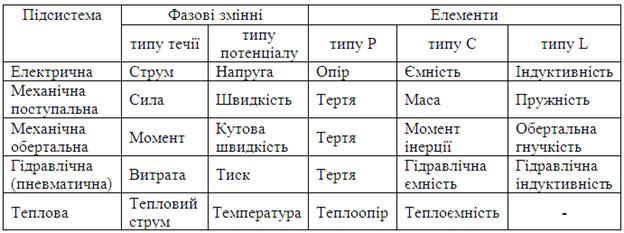 Підсистема Фазові змінні Елементи
типу течії типу потенціалу типу Р типу С типу L
Електрична Струм Напруга Опір Ємність Індуктивність
Механічна поступальна Сила Швидкість Тертя Маса Пружність
Механічна обертальна Момент Кутова швидкість Тертя Момент інерції Обертальна гнучкість
Гідравлічна (пневматична) Витрата Тиск Тертя Гідравлічна ємність Гідравлічна індуктивність
Теплова Тепловий струм Температура Теплоопір Теплоємність -